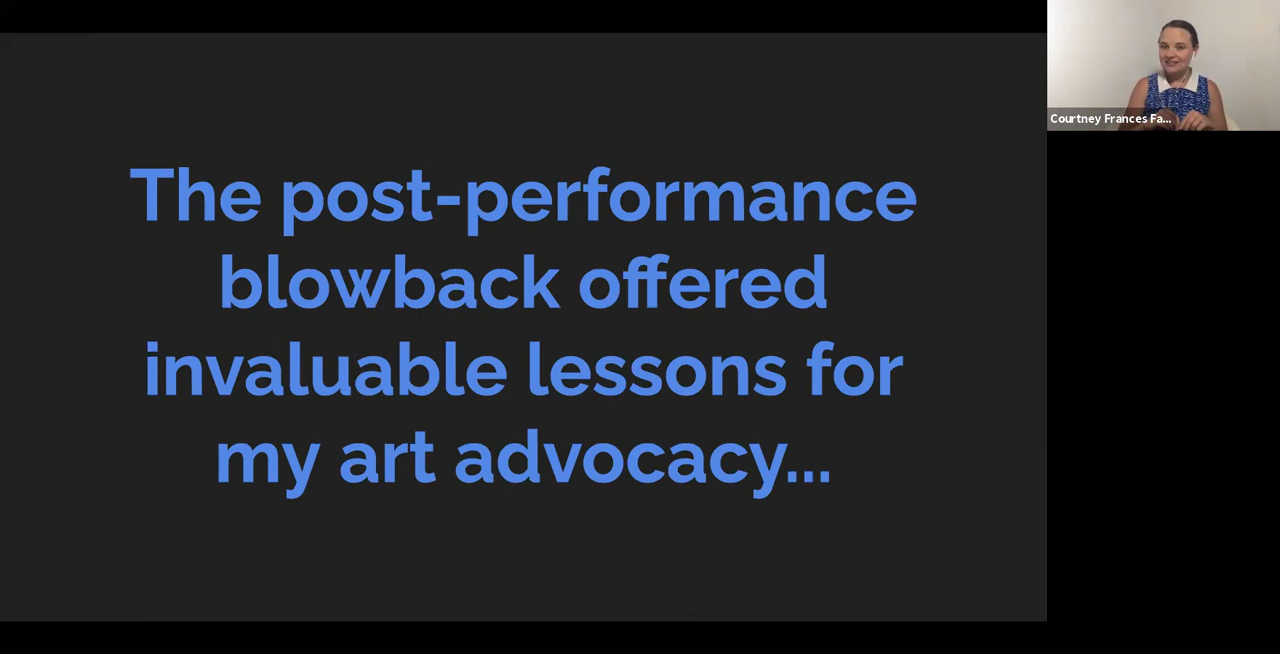 The post-performance
blowback offered
invaluable lessons for
my art advocacy...
Courtney Frances Fa...